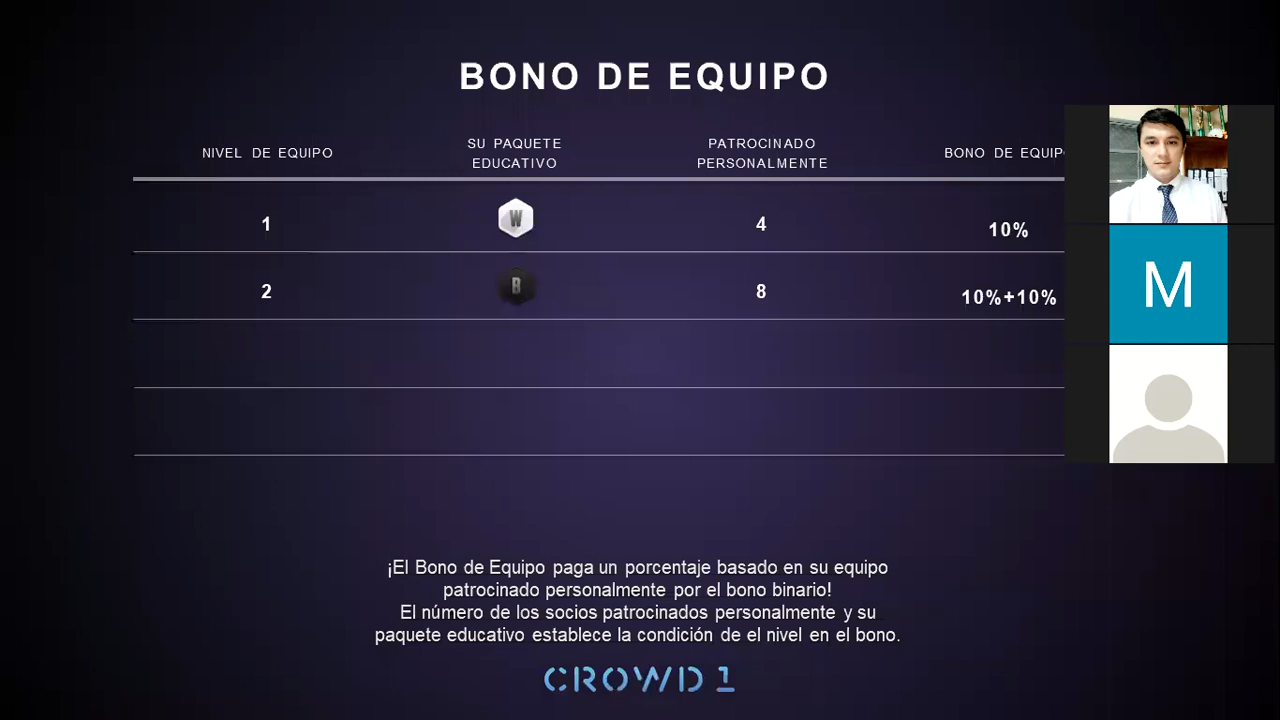 BONO DE EQUIPO
NIVEL DE EQUIPO
SU PAQUETE
EDUCATIVO
PATROCINADO
PERSONALMENTE
BONO DE EQUIP
1
W
4
10%
2
B
8
10%+10%
M
¡El Bono de Equipo paga un porcentaje basado en su equipo
patrocinado personalmente por el bono binario!
El número de los socios patrocinados personalmente y su
paquete educativo establece la condición de el nivel en el bono.
CROWD 1